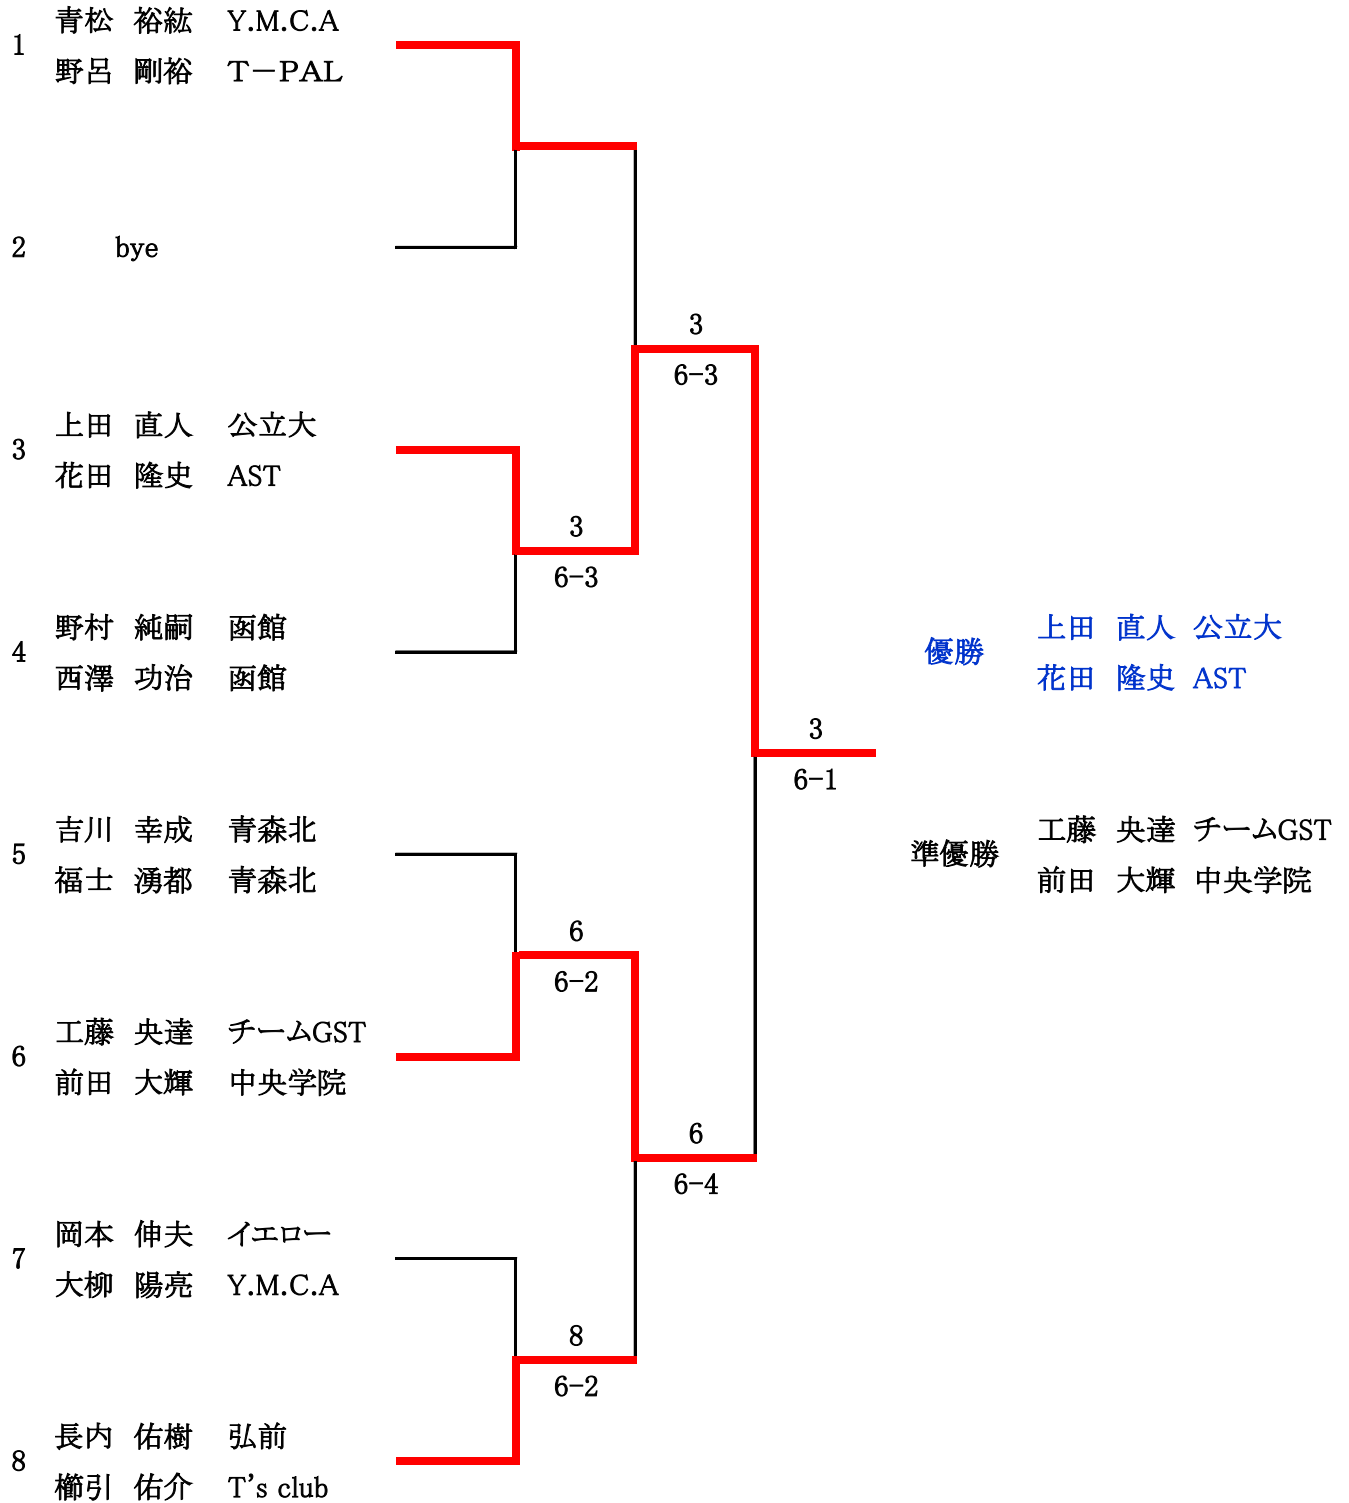 青松 裕紘 Y.M.C.A
1
野呂 剛裕 T－PAL
2 bye
3
6-3
上田 直人 公立大
3
花田 隆史 AST
3
6-3
野村 純嗣 函館
4
西澤 功治 函館
優勝
上田 直人 公立大
花田 隆史 AST
3
6-1
吉川 幸成 青森北
5
福士 湧都 青森北
準優勝
工藤 央達 チームGST
前田 大輝 中央学院
6
6-2
工藤 央達 チームGST
6
前田 大輝 中央学院
6
6-4
岡本 伸夫 イエロー
7
大柳 陽亮 Y.M.C.A
8
6-2
長内 佑樹 弘前
8
櫛引 佑介 T's club